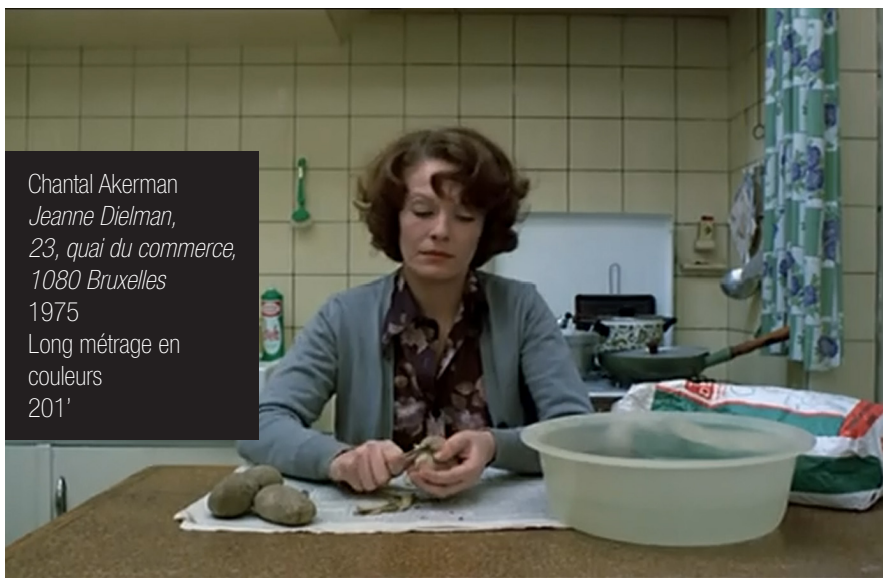 Chantal Akerman
Jeanne Dielman,
23, quai du commerce,
1080 Bruxelles
1975
Long métrage en
couleurs
201'